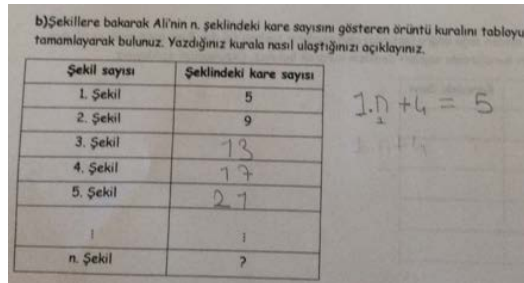 b)Şekillere bakarak Ali'nin n. şeklindeki kare sayısını gösteren örüntü kuralını tabloyu
tamamlayarak bulunuz. Yazdığınız kurala nasıl ulaştığınızı açıklayınız.
Şekil sayısı Şeklindeki kare sayısı
1. Şekil 5
2. Şekil 9
3. Şekil 13
4. Şekil 17
5. Şekil 21
⋮ ⋮
n. Şekil ?
1.n + 4 = 5